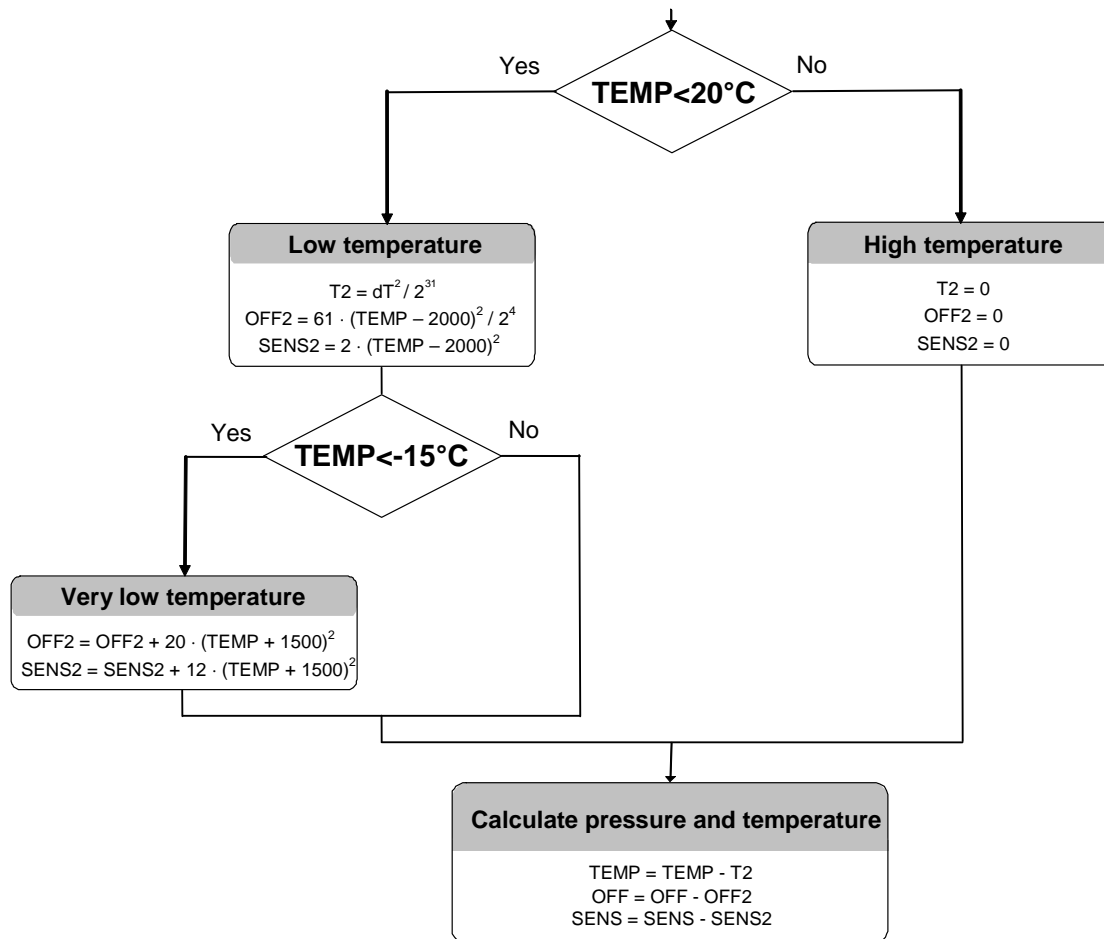 Yes
TEMP<20°C
No
Low temperature
T2 = dT² / 2³¹
OFF2 = 61 · (TEMP – 2000)² / 2⁴
SENS2 = 2 · (TEMP – 2000)²
High temperature
T2 = 0
OFF2 = 0
SENS2 = 0
Yes
TEMP<-15°C
No
Very low temperature
OFF2 = OFF2 + 20 · (TEMP + 1500)²
SENS2 = SENS2 + 12 · (TEMP + 1500)²
Calculate pressure and temperature
TEMP = TEMP - T2
OFF = OFF - OFF2
SENS = SENS - SENS2